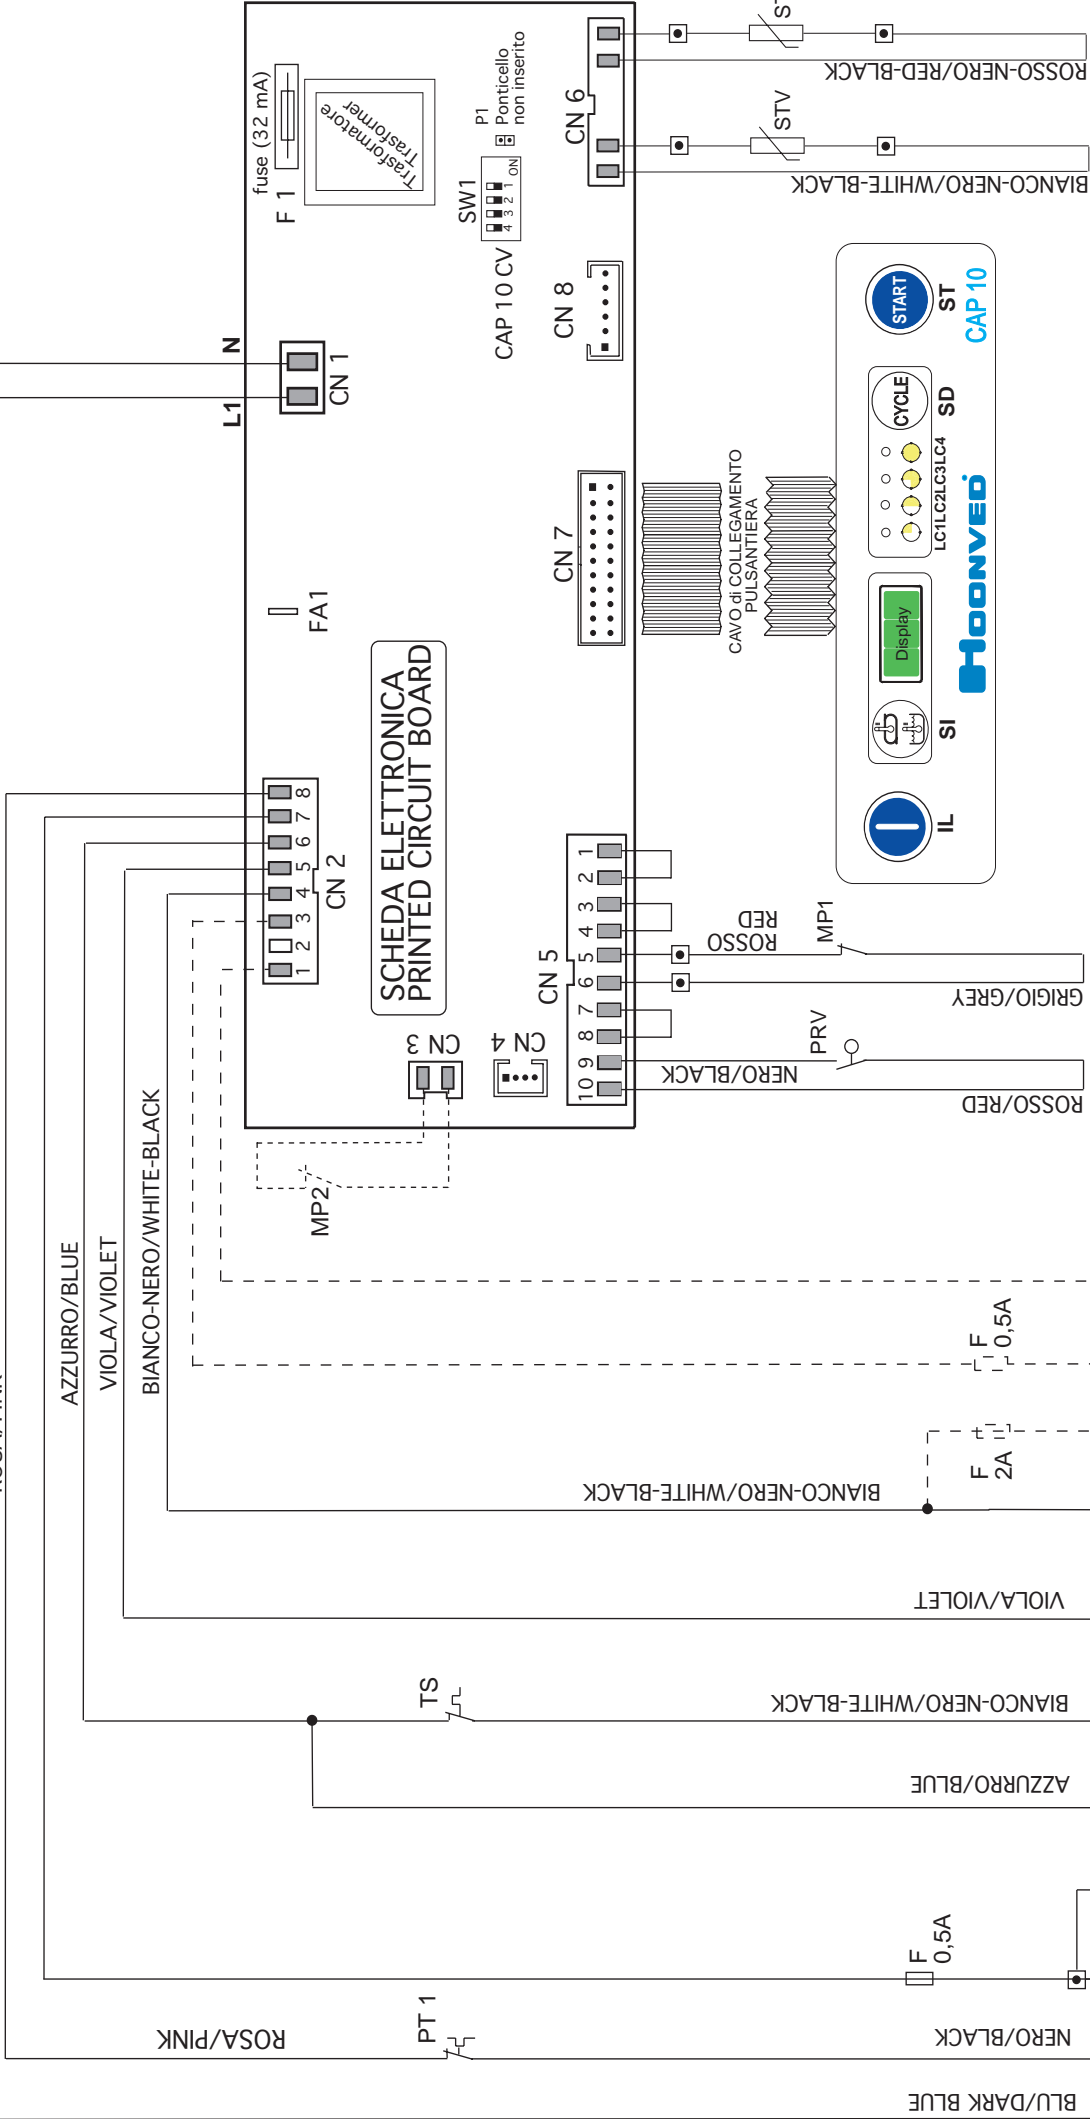 fuse (32 mA)
F 1
Trasformatore
Trasformer
P1
Ponticello
non inserito
SW1
4 3 2 1 ON
CAP 10 CV
CN 6
ROSSO-NERO/RED-BLACK
STV
BIANCO-NERO/WHITE-BLACK
CN 8
N
L1
CN 1
START
ST
CAP 10
CYCLE
SD
LC1LC2LC3LC4
HOONVED
Display
SI
IL
CN 7
CAVO di COLLEGAMENTO
PULSANTIERA
FA1
SCHEDA ELETTRONICA
PRINTED CIRCUIT BOARD
1 2 3 4 5 6 7 8
CN 2
CN 3
CN 4
CN 5
10 9 8 7 6 5 4 3 2 1
ROSSO
RED
MP1
GRIGIO/GREY
PRV
NERO/BLACK
ROSSO/RED
MP2
AZZURRO/BLUE
VIOLA/VIOLET
BIANCO-NERO/WHITE-BLACK
F
0,5A
F
2A
BIANCO-NERO/WHITE-BLACK
VIOLA/VIOLET
TS
BIANCO-NERO/WHITE-BLACK
AZZURRO/BLUE
F
0,5A
ROSA/PINK
PT 1
NERO/BLACK
BLU/DARK BLUE